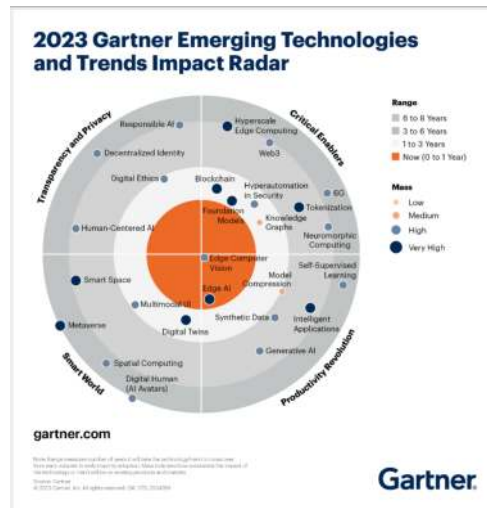 2023 Gartner Emerging Technologies
and Trends Impact Radar
Transparency and Privacy
Critical Enablers
Responsible AI
Hyperscale
Edge Computing
Web3
Decentralized Identity
Digital Ethics
Blockchain
Hyperautomation
in Security
6G
Foundation
Models
Tokenization
Knowledge
Graphs
Human-Centered AI
Neuromorphic
Computing
Edge Computer
Vision
Self-Supervised
Learning
Smart Space
Model
Compression
Edge AI
Multimodal UI
Synthetic Data
Intelligent
Applications
Metaverse
Digital Twins
Generative AI
Spatial Computing
Digital Human
(AI Avatars)
Smart World
Productivity Revolution
Range
6 to 8 Years
3 to 6 Years
1 to 3 Years
Now (0 to 1 Year)
Mass
Low
Medium
High
Very High
gartner.com
Source: Gartner
Gartner